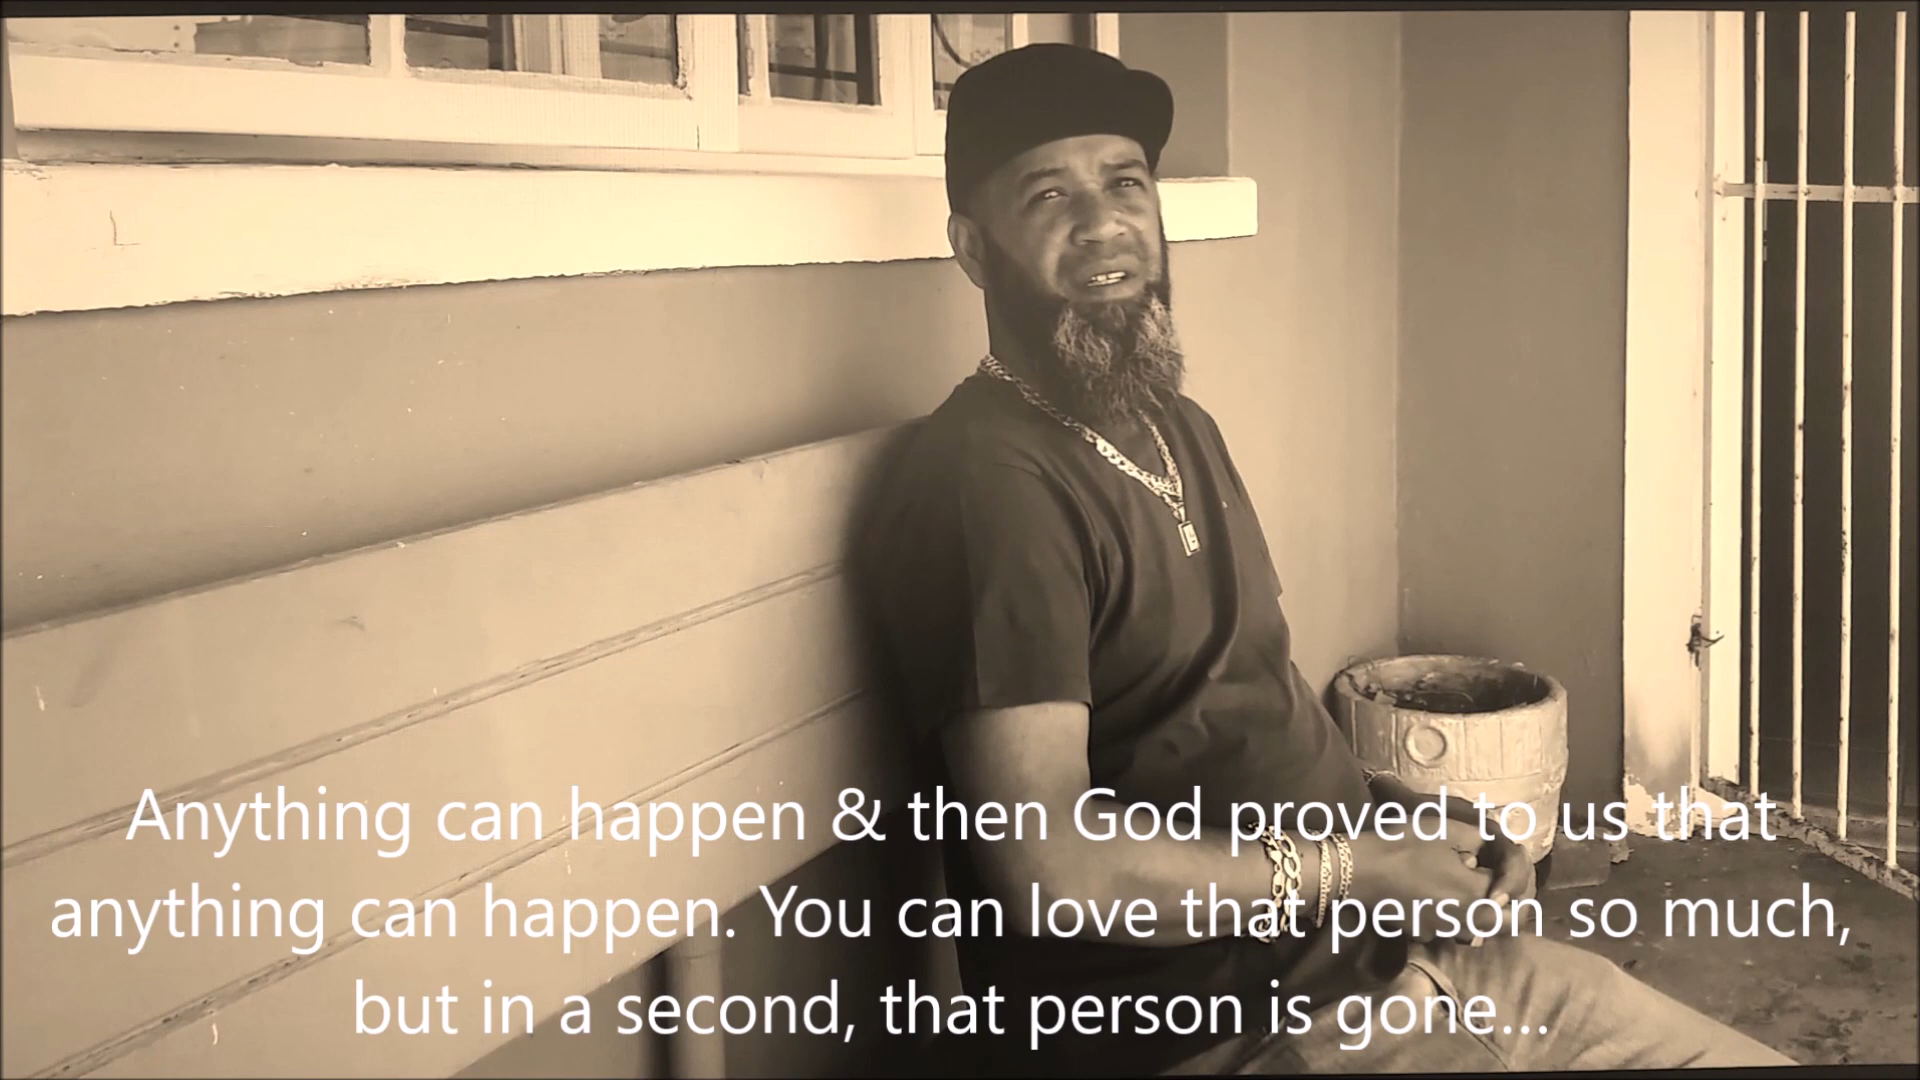 Anything can happen & then God proved to us that
anything can happen. You can love that person so much,
but in a second, that person is gone...